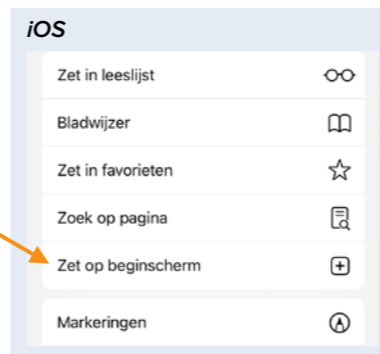 iOS
Zet in leeslijst
Bladwijzer
Zet in favorieten
Zoek op pagina
Zet op beginscherm
Markeringen